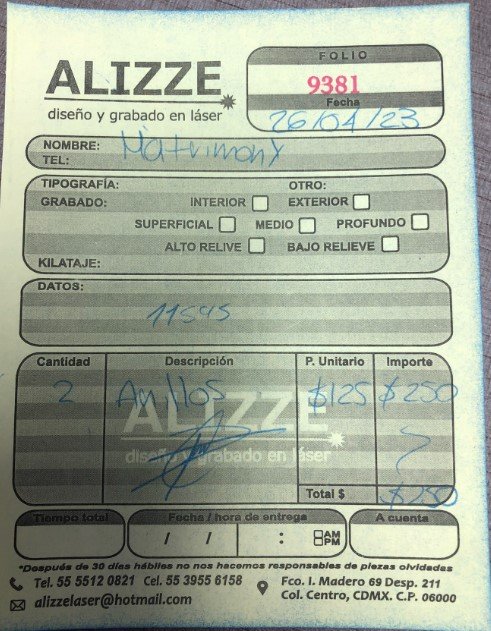 ALIZZE
diseño y grabado en láser
FOLIO
9381
Fecha
26/04/23
NOMBRE: Matrimony
TEL:
TIPOGRAFÍA: OTRO:
GRABADO: INTERIOR EXTERIOR
SUPERFICIAL MEDIO PROFUNDO
ALTO RELIVE BAJO RELIEVE
KILATAJE:
DATOS:
11595
Cantidad Descripción P. Unitario Importe
2 Anillos $125 $250
ALIZZE
diseño y grabado en láser
Total $ $250
Tiempo total Fecha / hora de entrega A cuenta
/ / : AM
PM
*Después de 30 días hábiles no nos hacemos responsables de piezas olvidadas
Tel. 55 5512 0821 Cel. 55 3955 6158
alizzelaser@hotmail.com
Fco. I. Madero 69 Desp. 211
Col. Centro, CDMX. C.P. 06000